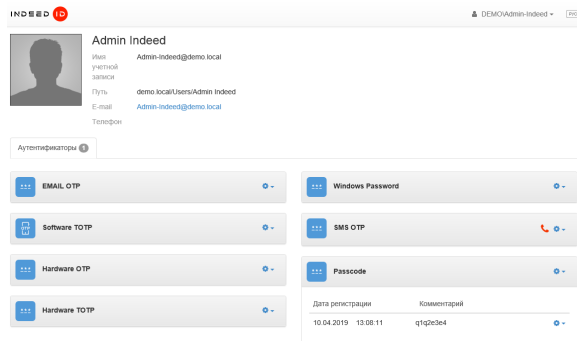 INDEED ID
DEMO\Admin-Indeed
Admin Indeed
Имя учетной записи Admin-Indeed@demo.local
Путь demo.local/Users/Admin Indeed
E-mail Admin-Indeed@demo.local
Телефон
Аутентификаторы 1
EMAIL OTP
Windows Password
Software TOTP
SMS OTP
Hardware OTP
Passcode
Hardware TOTP
Дата регистрации Комментарий
10.04.2019 13:08:11 q1q2e3e4